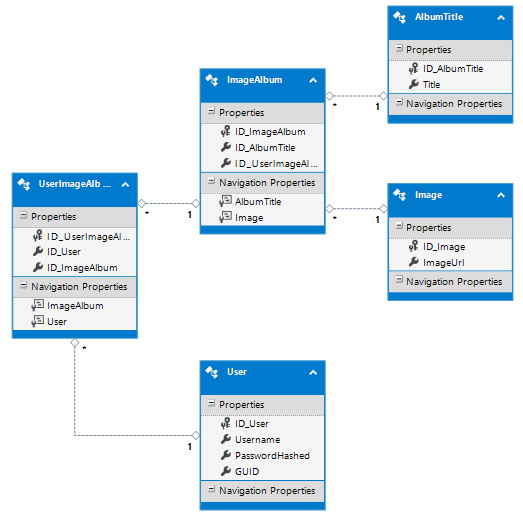 AlbumTitle
Properties
ID_AlbumTitle
Title
Navigation Properties
ImageAlbum
Properties
ID_ImageAlbum
ID_AlbumTitle
ID_UserImageAl...
Navigation Properties
AlbumTitle
Image
*
1
*
1
Image
Properties
ID_Image
ImageUrl
Navigation Properties
UserImageAlb ...
Properties
ID_UserImageAl...
ID_User
ID_ImageAlbum
Navigation Properties
ImageAlbum
User
*
1
*
1
User
Properties
ID_User
Username
PasswordHashed
GUID
Navigation Properties